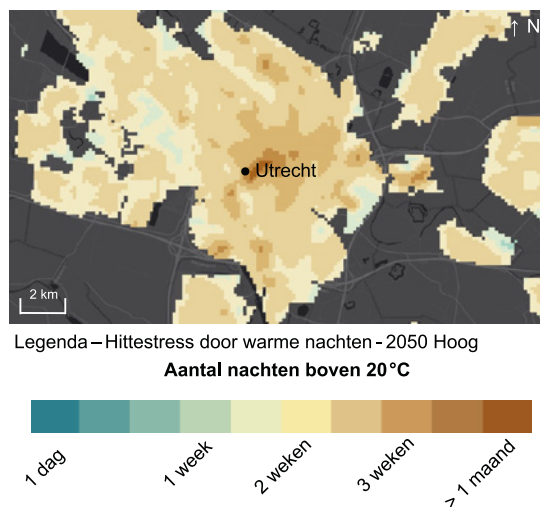 ↑ N
Utrecht
2 km
Legenda – Hittestress door warme nachten - 2050 Hoog
Aantal nachten boven 20°C
1 dag
1 week
2 weken
3 weken
> 1 maand